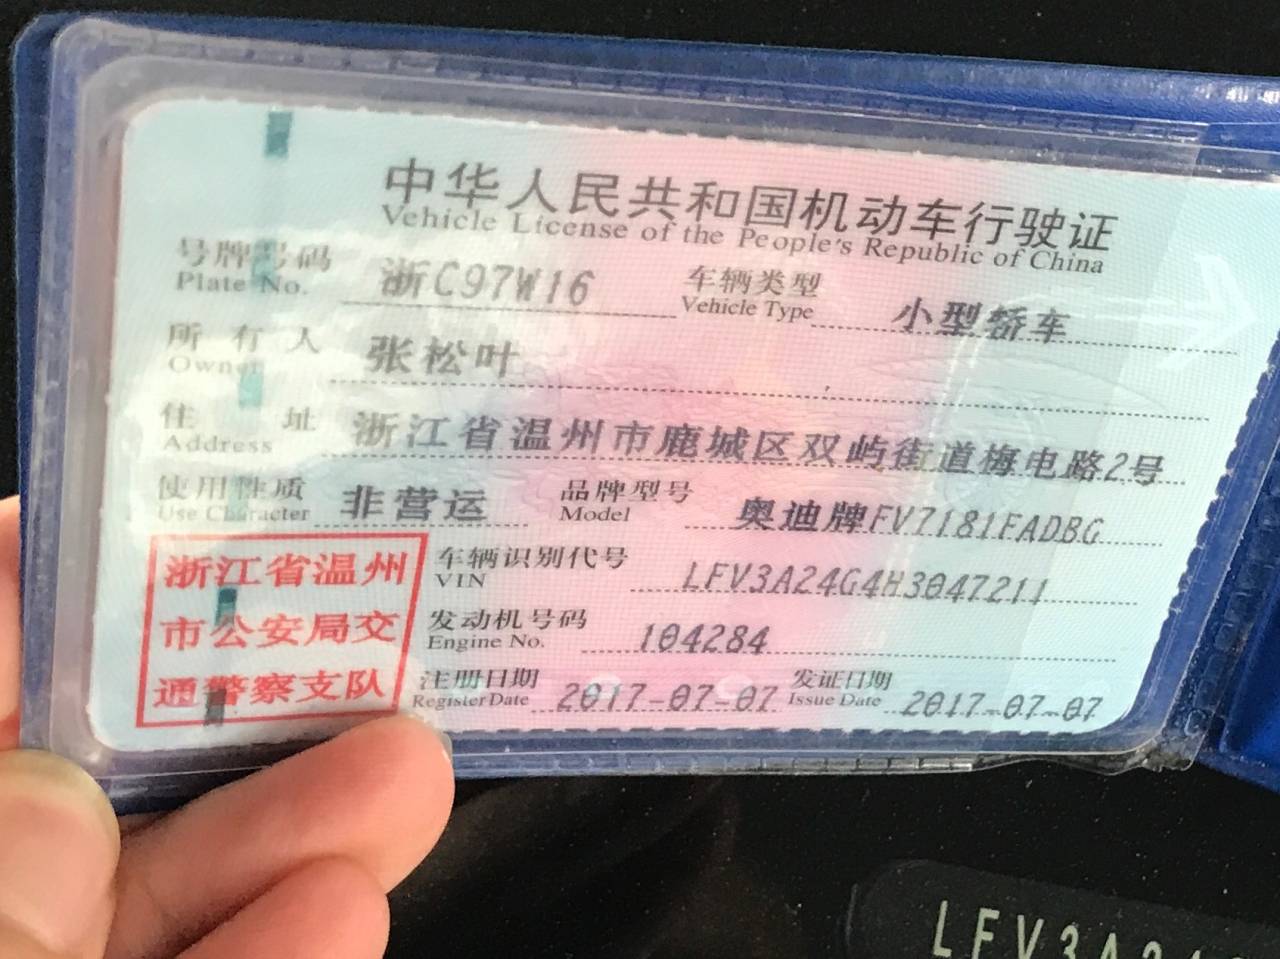 中华人民共和国机动车行驶证
Vehicle License of the People's Republic of China
号牌号码 浙C97W16 车辆类型 小型轿车
Plate No. Vehicle Type
所有人 张松叶
Owner
住址 浙江省温州市鹿城区双屿街道梅电路2号
Address
使用性质 非营运 品牌型号 奥迪牌FV7181FADBG
Use Character Model
浙江省温州
市公安局交
通警察支队
车辆识别代号 LFV3A24G4H3047211
VIN
发动机号码 104284
Engine No.
注册日期 2017-07-07 发证日期 2017-07-07
Register Date Issue Date
LFV3A24